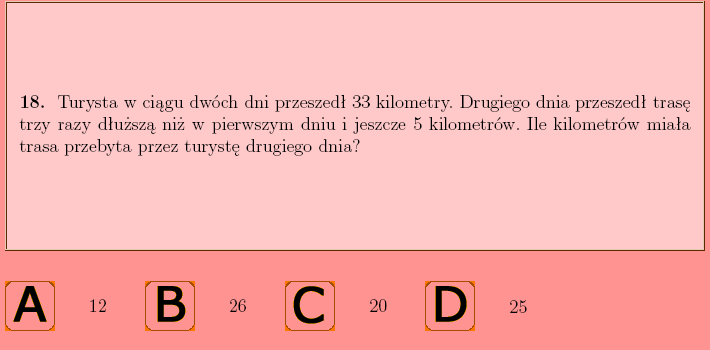 18. Turysta w ciągu dwóch dni przeszedł 33 kilometry. Drugiego dnia przeszedł trasę
trzy razy dłuższą niż w pierwszym dniu i jeszcze 5 kilometrów. Ile kilometrów miała
trasa przebyta przez turystę drugiego dnia?
A 12 B 26 C 20 D 25